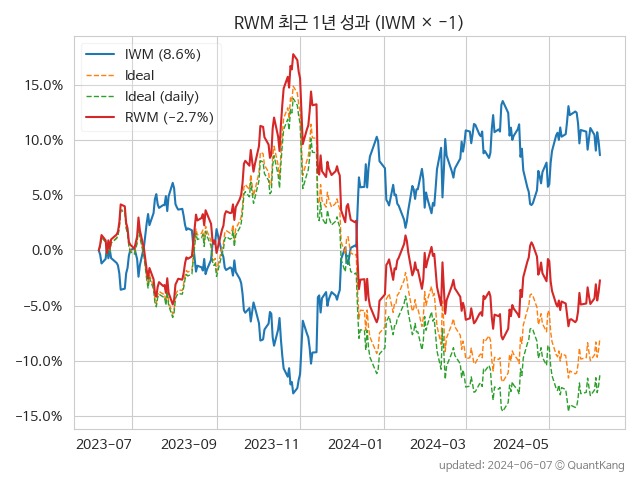 RWM 최근 1년 성과 (IWM × −1)
IWM (8.6%)
Ideal
Ideal (daily)
RWM (−2.7%)
15.0%
10.0%
5.0%
0.0%
−5.0%
−10.0%
−15.0%
2023-07
2023-09
2023-11
2024-01
2024-03
2024-05
updated: 2024-06-07 © QuantKang